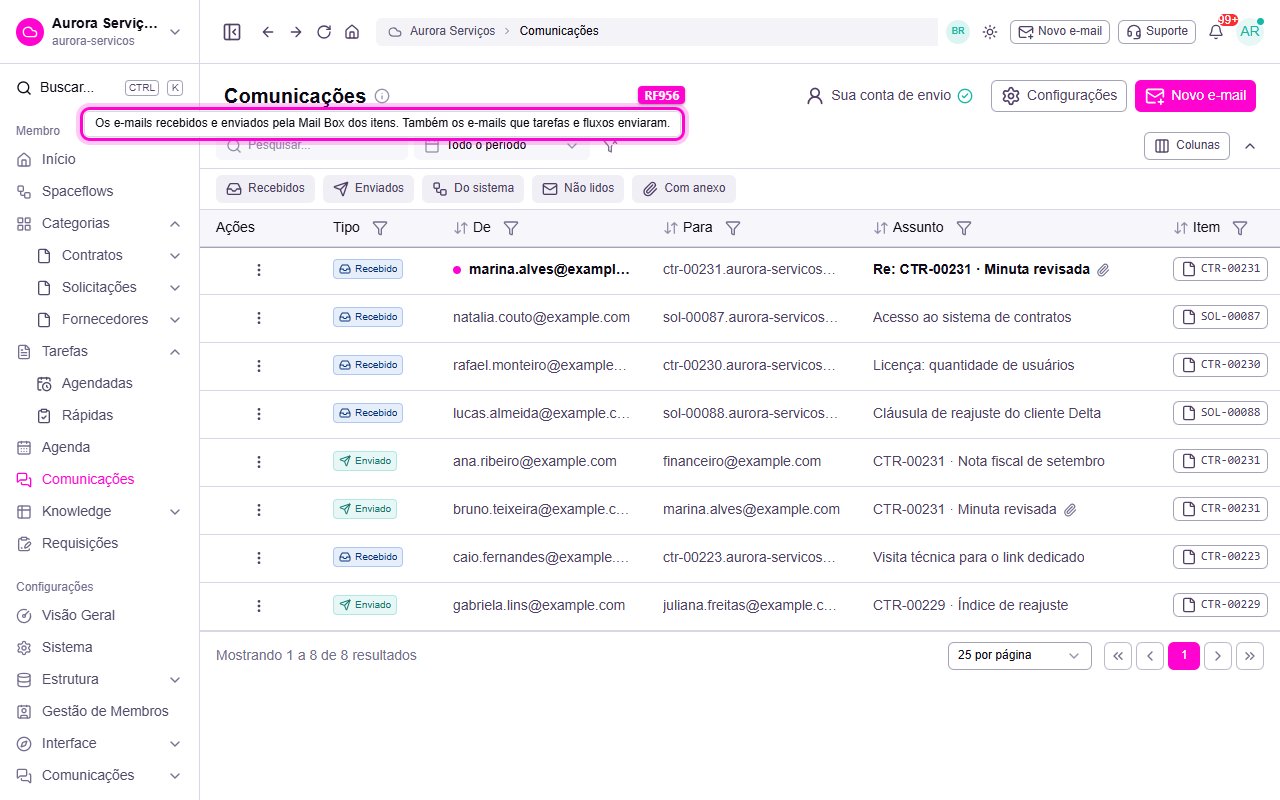 Aurora Serviç...
aurora-servicos
Aurora Serviços
Comunicações
BR
Novo e-mail
Suporte
99+
AR
Buscar...
CTRL
K
Membro
Início
Spaceflows
Categorias
Contratos
Solicitações
Fornecedores
Tarefas
Agendadas
Rápidas
Agenda
Comunicações
Knowledge
Requisições
Configurações
Visão Geral
Sistema
Estrutura
Gestão de Membros
Interface
Comunicações
Comunicações
RF956
Sua conta de envio
Configurações
Novo e-mail
Os e-mails recebidos e enviados pela Mail Box dos itens. Também os e-mails que tarefas e fluxos enviaram.
Pesquisar...
Todo o período
Colunas
Recebidos
Enviados
Do sistema
Não lidos
Com anexo
Ações Tipo De Para Assunto Item
Recebido marina.alves@exampl... ctr-00231.aurora-servicos... Re: CTR-00231 · Minuta revisada CTR-00231
Recebido natalia.couto@example.com sol-00087.aurora-servicos... Acesso ao sistema de contratos SOL-00087
Recebido rafael.monteiro@example... ctr-00230.aurora-servicos... Licença: quantidade de usuários CTR-00230
Recebido lucas.almeida@example.c... sol-00088.aurora-servicos... Cláusula de reajuste do cliente Delta SOL-00088
Enviado ana.ribeiro@example.com financeiro@example.com CTR-00231 · Nota fiscal de setembro CTR-00231
Enviado bruno.teixeira@example.c... marina.alves@example.com CTR-00231 · Minuta revisada CTR-00231
Recebido caio.fernandes@example.... ctr-00223.aurora-servicos... Visita técnica para o link dedicado CTR-00223
Enviado gabriela.lins@example.com juliana.freitas@example.c... CTR-00229 · Índice de reajuste CTR-00229
Mostrando 1 a 8 de 8 resultados
25 por página
1